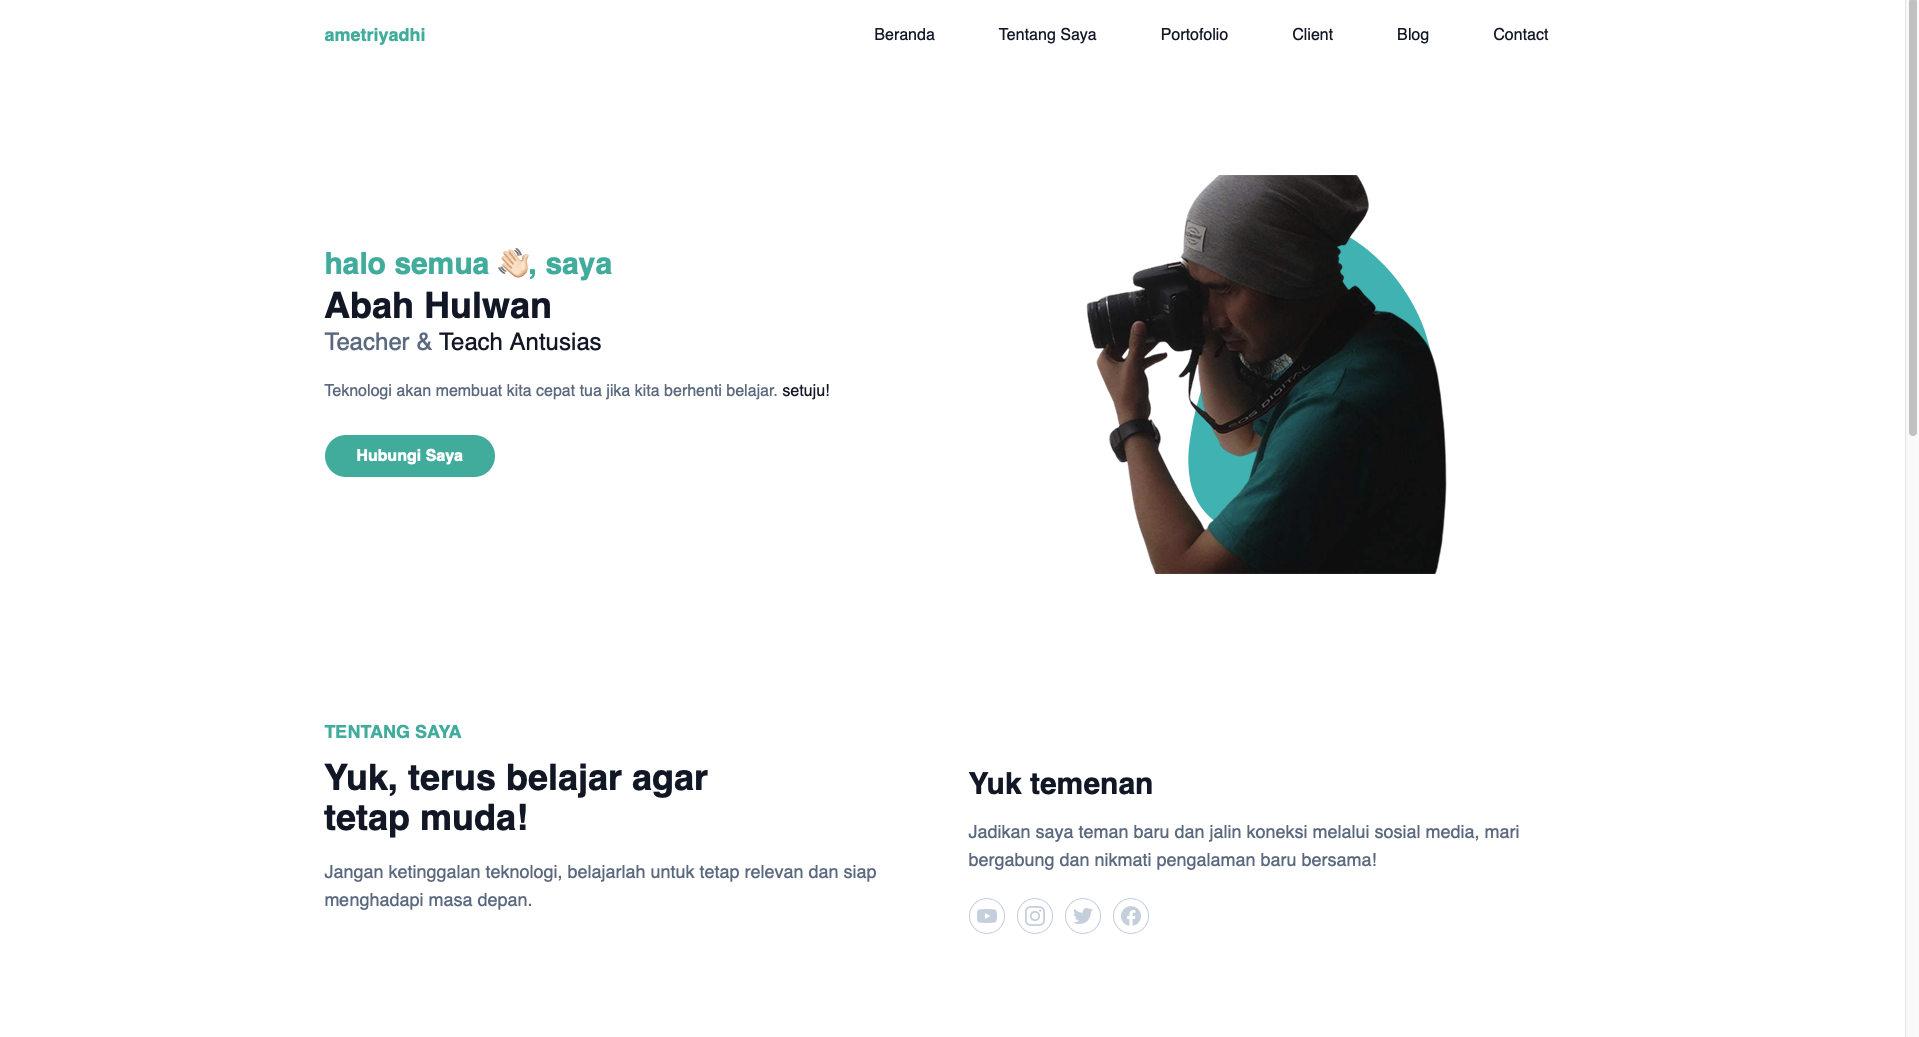 ametriyadhi
Beranda
Tentang Saya
Portofolio
Client
Blog
Contact
halo semua 👋🏻, saya
Abah Hulwan
Teacher & Teach Antusias
Teknologi akan membuat kita cepat tua jika kita berhenti belajar. setuju!
Hubungi Saya
EOS DIGITAL
TENTANG SAYA
Yuk, terus belajar agar
tetap muda!
Jangan ketinggalan teknologi, belajarlah untuk tetap relevan dan siap
menghadapi masa depan.
Yuk temenan
Jadikan saya teman baru dan jalin koneksi melalui sosial media, mari
bergabung dan nikmati pengalaman baru bersama!